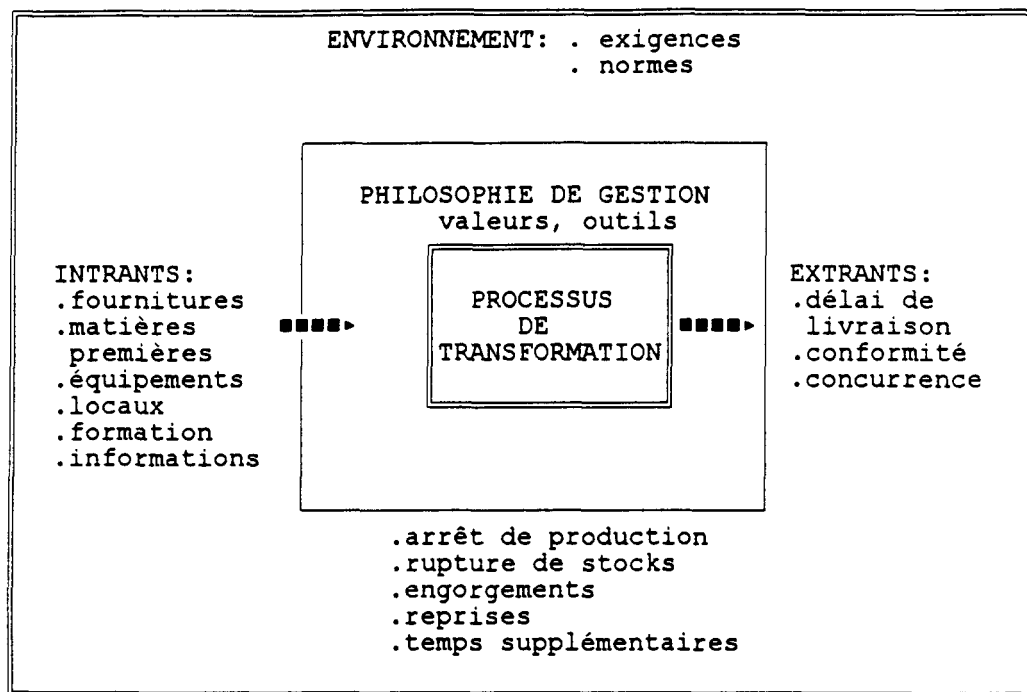 ENVIRONNEMENT: . exigences
. normes
PHILOSOPHIE DE GESTION
valeurs, outils
INTRANTS:
.fournitures
.matières
premières
.équipements
.locaux
.formation
.informations
PROCESSUS
DE
TRANSFORMATION
EXTRANTS:
.délai de
livraison
.conformité
.concurrence
.arrêt de production
.rupture de stocks
.engorgements
.reprises
.temps supplémentaires